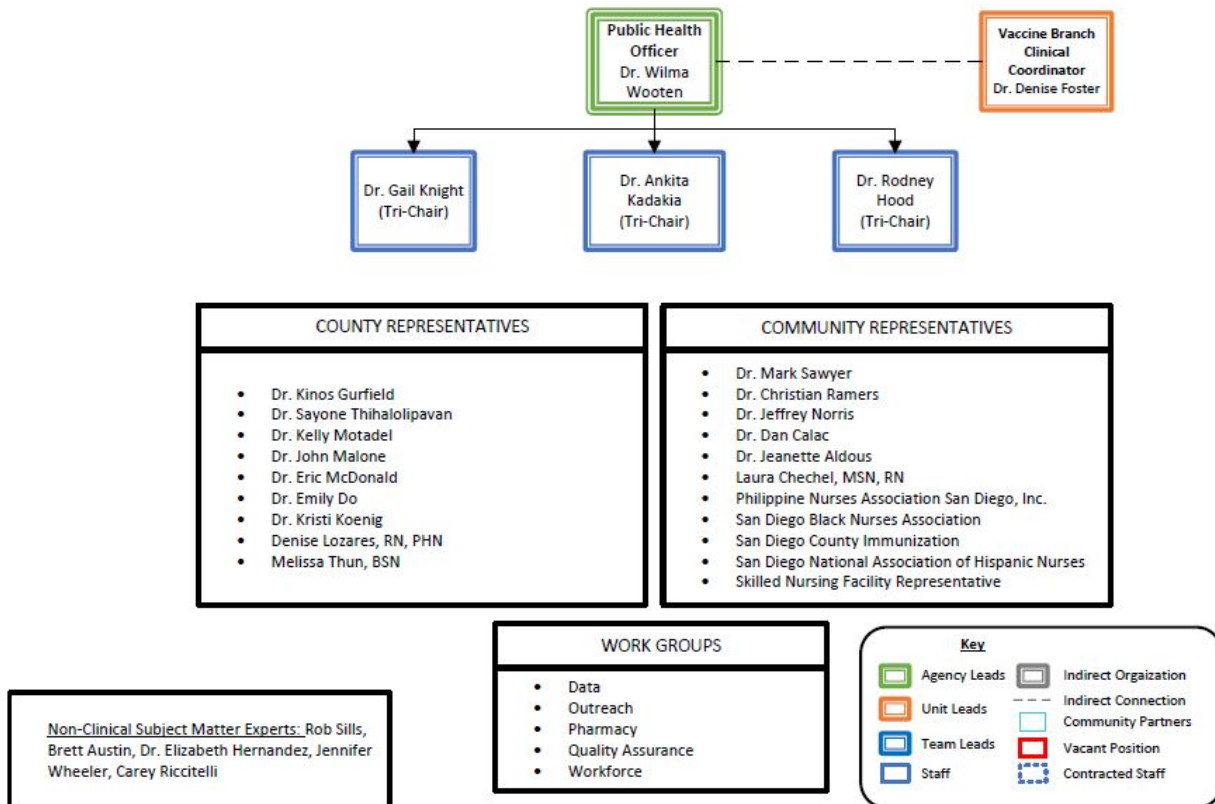 Public Health
Officer
Dr. Wilma
Wooten
Vaccine Branch
Clinical
Coordinator
Dr. Denise Foster
Dr. Gail Knight
(Tri-Chair)
Dr. Ankita
Kadakia
(Tri-Chair)
Dr. Rodney
Hood
(Tri-Chair)
COUNTY REPRESENTATIVES
• Dr. Kinos Gurfield
• Dr. Sayone Thihalolipavan
• Dr. Kelly Motadel
• Dr. John Malone
• Dr. Eric McDonald
• Dr. Emily Do
• Dr. Kristi Koenig
• Denise Lozares, RN, PHN
• Melissa Thun, BSN
COMMUNITY REPRESENTATIVES
• Dr. Mark Sawyer
• Dr. Christian Ramers
• Dr. Jeffrey Norris
• Dr. Dan Calac
• Dr. Jeanette Aldous
• Laura Chechel, MSN, RN
• Philippine Nurses Association San Diego, Inc.
• San Diego Black Nurses Association
• San Diego County Immunization
• San Diego National Association of Hispanic Nurses
• Skilled Nursing Facility Representative
WORK GROUPS
• Data
• Outreach
• Pharmacy
• Quality Assurance
• Workforce
Non-Clinical Subject Matter Experts: Rob Sills,
Brett Austin, Dr. Elizabeth Hernandez, Jennifer
Wheeler, Carey Riccitelli
Key
Agency Leads
Unit Leads
Team Leads
Staff
Indirect Orgaization
Indirect Connection
Community Partners
Vacant Position
Contracted Staff